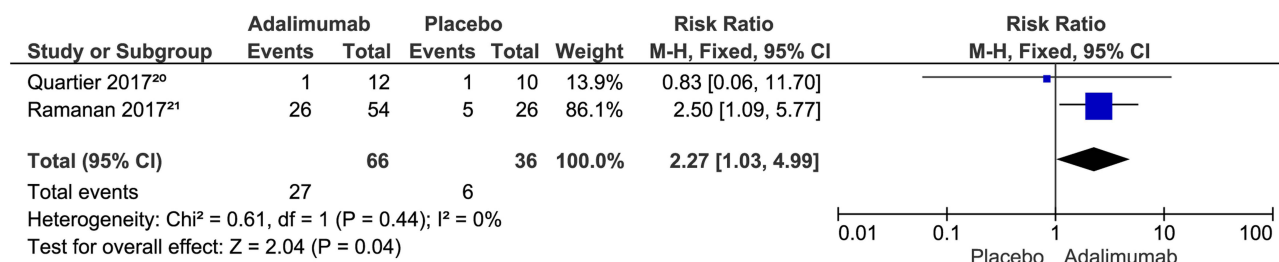 Adalimumab Placebo Risk Ratio Risk Ratio
Study or Subgroup Events Total Events Total Weight M-H, Fixed, 95% CI M-H, Fixed, 95% CI
Quartier 2017²⁰ 1 12 1 10 13.9% 0.83 [0.06, 11.70]
Ramanan 2017²¹ 26 54 5 26 86.1% 2.50 [1.09, 5.77]
Total (95% CI) 66 36 100.0% 2.27 [1.03, 4.99]
Total events 27 6
Heterogeneity: Chi² = 0.61, df = 1 (P = 0.44); I² = 0%
Test for overall effect: Z = 2.04 (P = 0.04)
0.01 0.1 1 10 100
Placebo Adalimumab